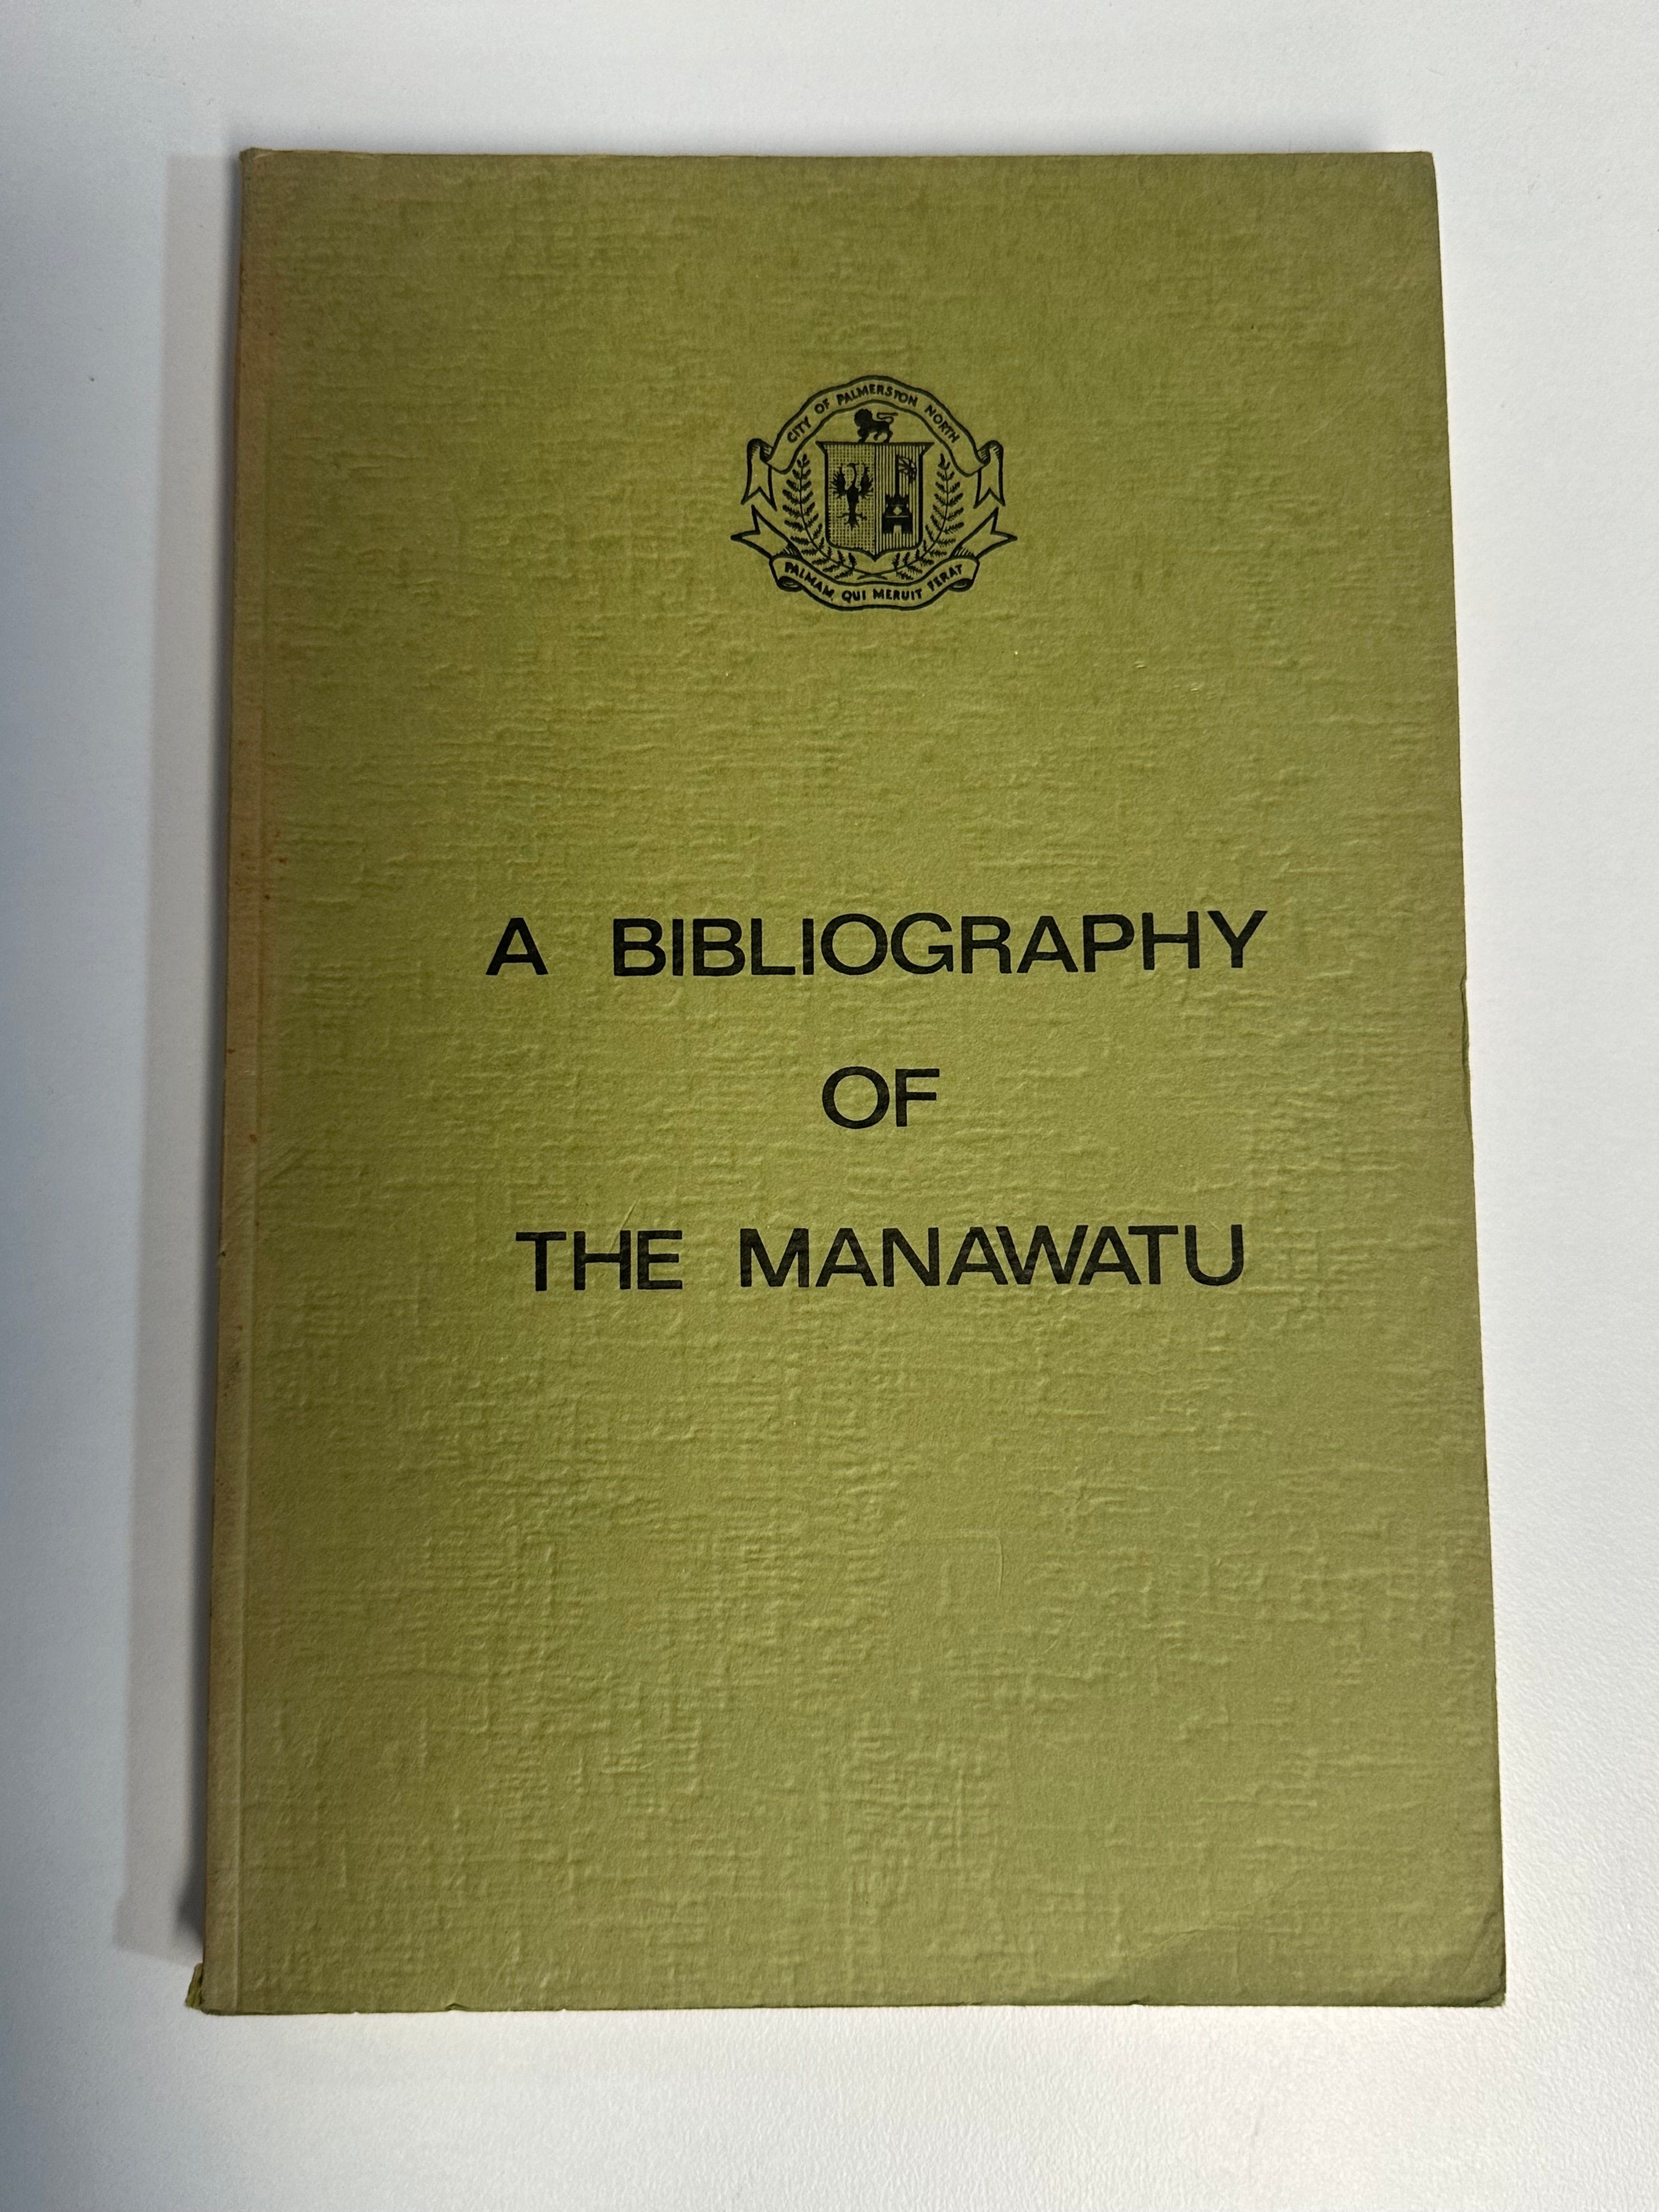 CITY OF PALMERSTON NORTH
PALMAM QUI MERUIT FERAT
A BIBLIOGRAPHY
OF
THE MANAWATU